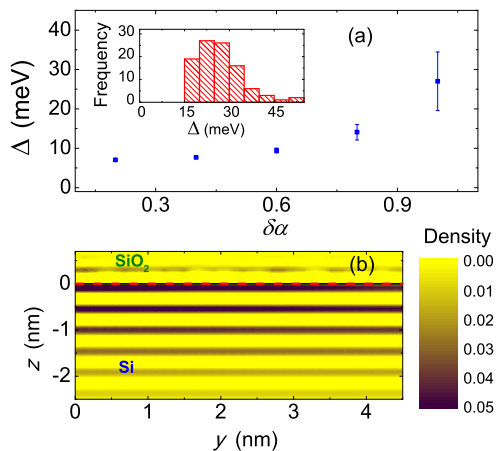 (a)
Frequency
30
20
10
0
0 15 30 45
Δ (meV)
Δ (meV)
40
30
20
10
0
0.3 0.6 0.9
δα
(b)
SiO2
Si
z (nm)
0
-1
-2
0 1 2 3 4
y (nm)
Density
0.00
0.01
0.02
0.03
0.04
0.05